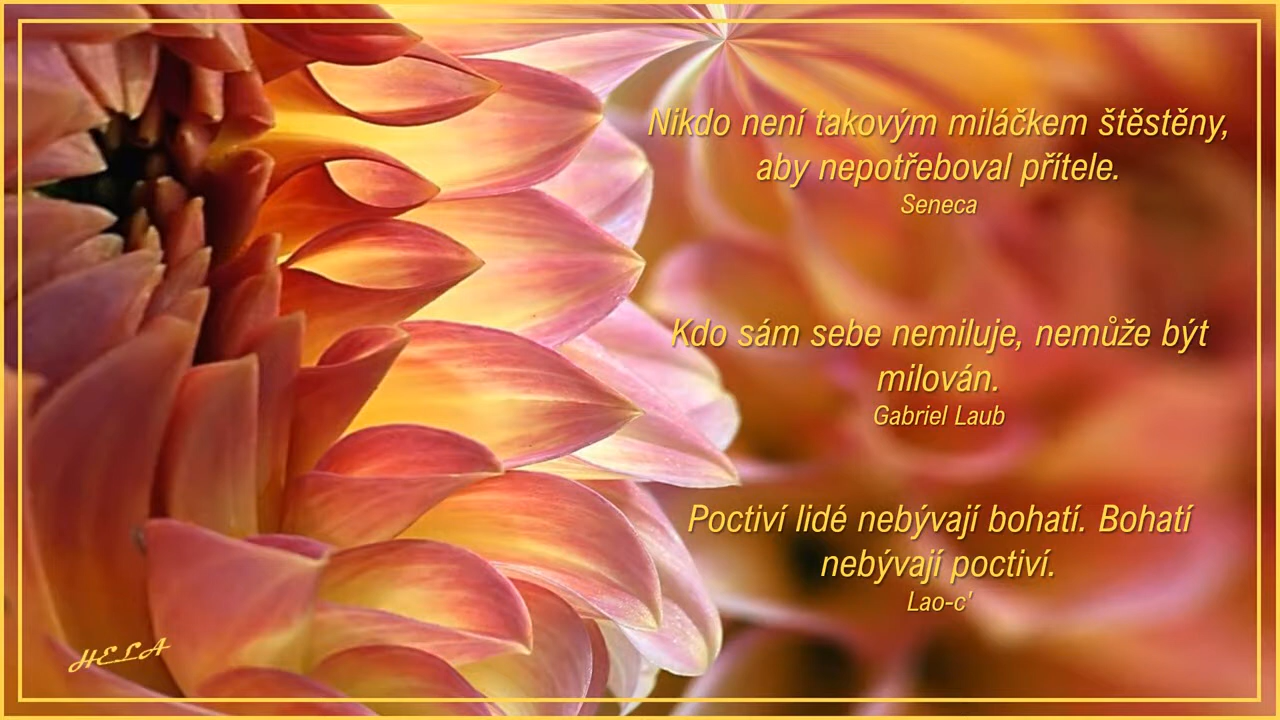 Nikdo není takovým miláčkem štěstěny,
aby nepotřeboval přítele.
Seneca
Kdo sám sebe nemiluje, nemůže být
milován.
Gabriel Laub
Poctiví lidé nebývají bohatí. Bohatí
nebývají poctiví.
Lao-c'
HELA